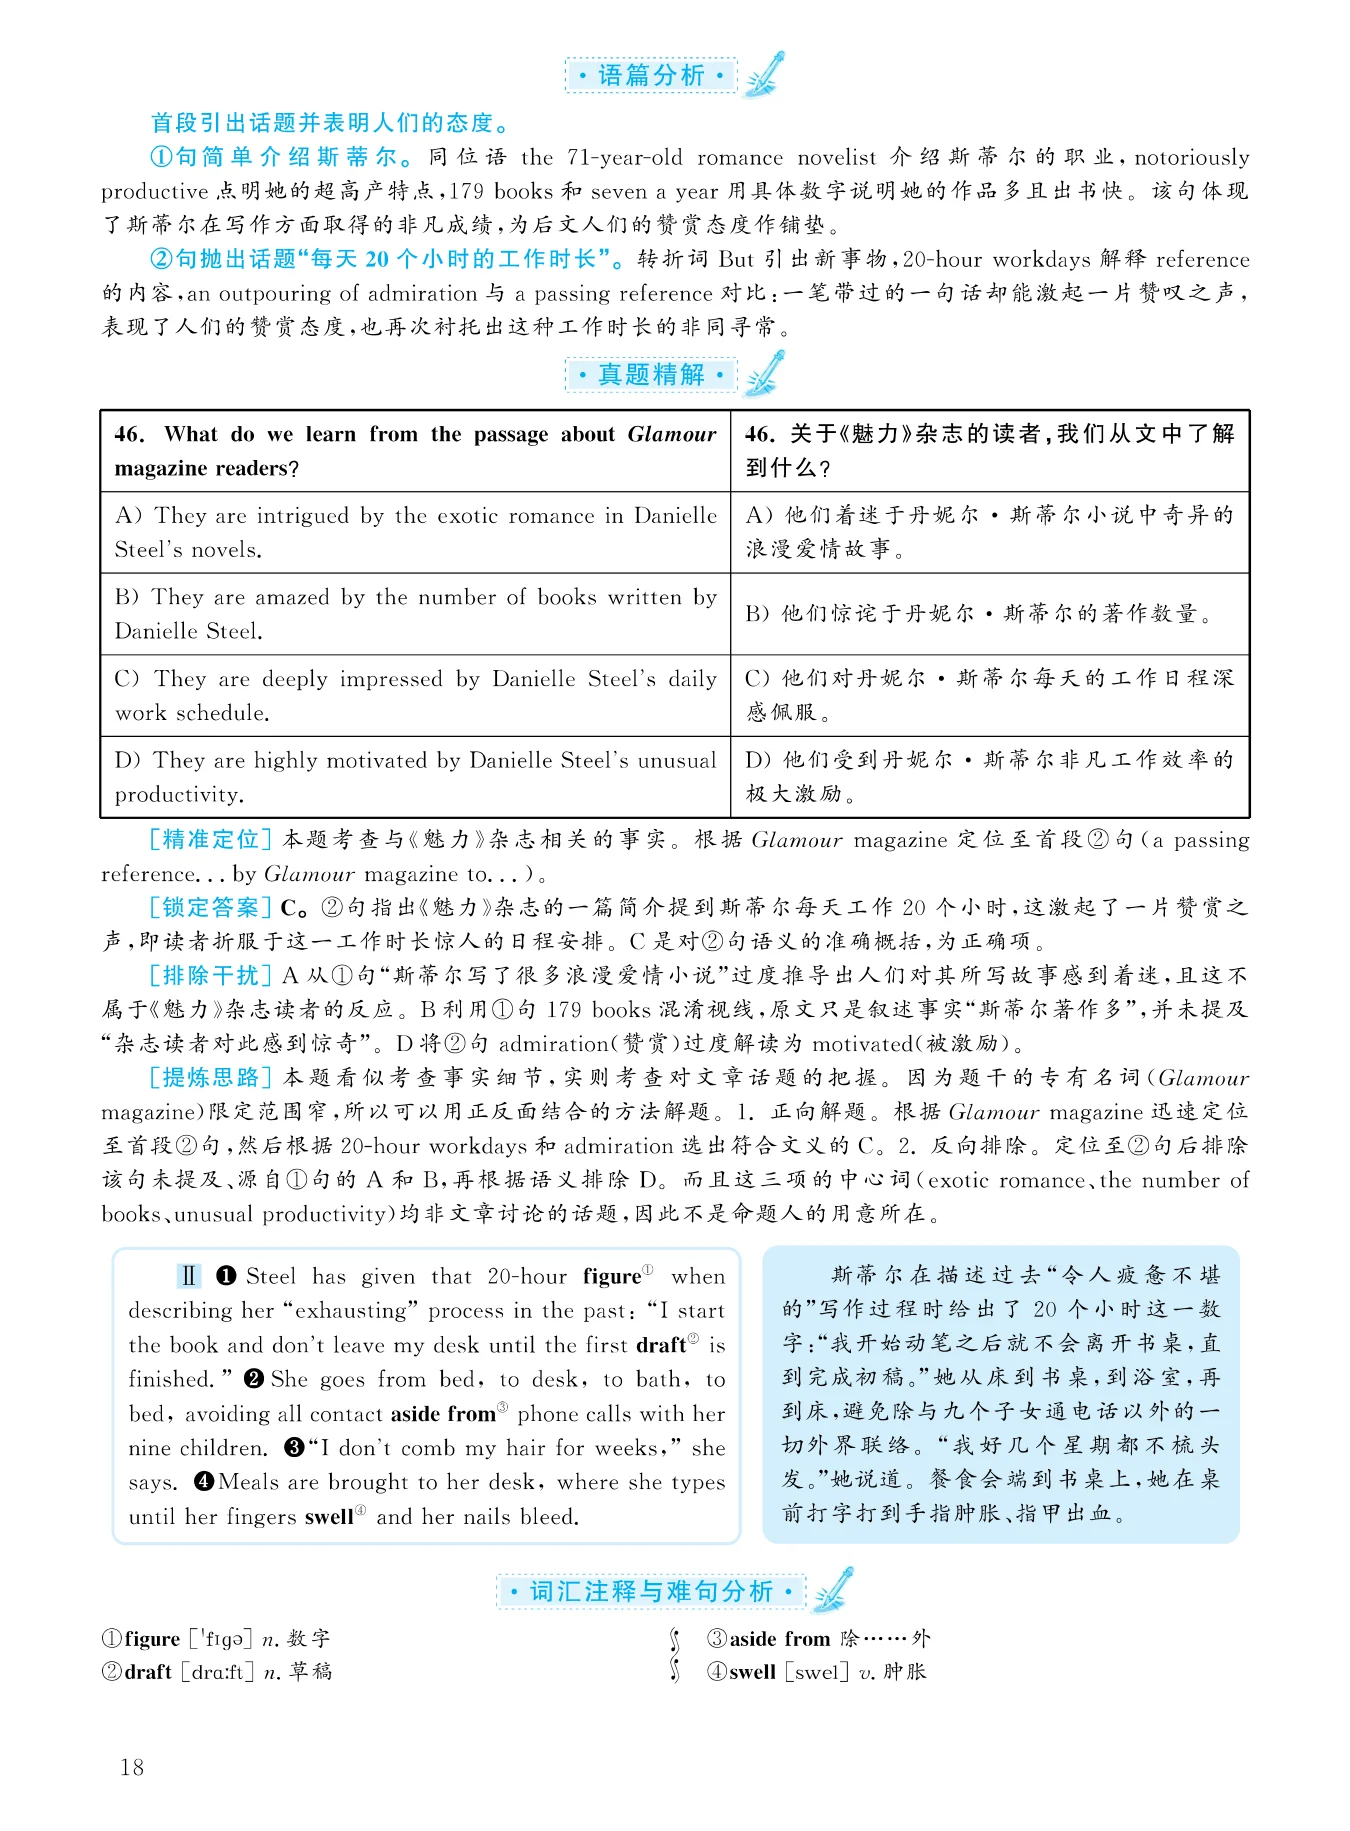 ·语篇分析·
首段引出话题并表明人们的态度。
①句简单介绍斯蒂尔。同位语 the 71-year-old romance novelist 介绍斯蒂尔的职业，notoriously
productive 点明她的超高产特点，179 books 和 seven a year 用具体数字说明她的作品多且出书快。该句体现
了斯蒂尔在写作方面取得的非凡成绩，为后文人们的赞赏态度作铺垫。
②句抛出话题“每天 20 个小时的工作时长”。转折词 But 引出新事物，20-hour workdays 解释 reference
的内容，an outpouring of admiration 与 a passing reference 对比：一笔带过的一句话却能激起一片赞叹之声，
表现了人们的赞赏态度，也再次衬托出这种工作时长的非同寻常。
·真题精解·
46. What do we learn from the passage about Glamour
magazine readers?
46. 关于《魅力》杂志的读者，我们从文中了解
到什么？
A) They are intrigued by the exotic romance in Danielle
Steel's novels.
A) 他们着迷于丹妮尔·斯蒂尔小说中奇异的
浪漫爱情故事。
B) They are amazed by the number of books written by
Danielle Steel.
B) 他们惊诧于丹妮尔·斯蒂尔的著作数量。
C) They are deeply impressed by Danielle Steel's daily
work schedule.
C) 他们对丹妮尔·斯蒂尔每天的工作日程深
感佩服。
D) They are highly motivated by Danielle Steel's unusual
productivity.
D) 他们受到丹妮尔·斯蒂尔非凡工作效率的
极大激励。
［精准定位］本题考查与《魅力》杂志相关的事实。根据 Glamour magazine 定位至首段②句(a passing
reference...by Glamour magazine to...)。
［锁定答案］C。②句指出《魅力》杂志的一篇简介提到斯蒂尔每天工作 20 个小时，这激起了一片赞赏之
声，即读者折服于这一工作时长惊人的日程安排。C 是对②句语义的准确概括，为正确项。
［排除干扰］A 从①句“斯蒂尔写了很多浪漫爱情小说”过度推导出人们对其所写故事感到着迷，且这不
属于《魅力》杂志读者的反应。B 利用①句 179 books 混淆视线，原文只是叙述事实“斯蒂尔著作多”，并未提及
“杂志读者对此感到惊奇”。D 将②句 admiration(赞赏)过度解读为 motivated(被激励)。
［提炼思路］本题看似考查事实细节，实则考查对文章话题的把握。因为题干的专有名词(Glamour
magazine)限定范围窄，所以可以用正反面结合的方法解题。1. 正向解题。根据 Glamour magazine 迅速定位
至首段②句，然后根据 20-hour workdays 和 admiration 选出符合文义的 C。2. 反向排除。定位至②句后排除
该句未提及、源自①句的 A 和 B，再根据语义排除 D。而且这三项的中心词(exotic romance、the number of
books、unusual productivity)均非文章讨论的话题，因此不是命题人的用意所在。
Ⅱ ❶ Steel has given that 20-hour figure① when
describing her “exhausting” process in the past: “I start
the book and don't leave my desk until the first draft② is
finished.” ❷ She goes from bed, to desk, to bath, to
bed, avoiding all contact aside from③ phone calls with her
nine children. ❸ “I don't comb my hair for weeks,” she
says. ❹ Meals are brought to her desk, where she types
until her fingers swell④ and her nails bleed.
斯蒂尔在描述过去“令人疲惫不堪
的”写作过程时给出了 20 个小时这一数
字：“我开始动笔之后就不会离开书桌，直
到完成初稿。”她从床到书桌，到浴室，再
到床，避免除与九个子女通电话以外的一
切外界联络。“我好几个星期都不梳头
发。”她说道。餐食会端到书桌上，她在桌
前打字打到手指肿胀、指甲出血。
·词汇注释与难句分析·
①figure [ˈfɪɡə] n. 数字
②draft [drɑːft] n. 草稿
③aside from 除……外
④swell [swel] v. 肿胀
18